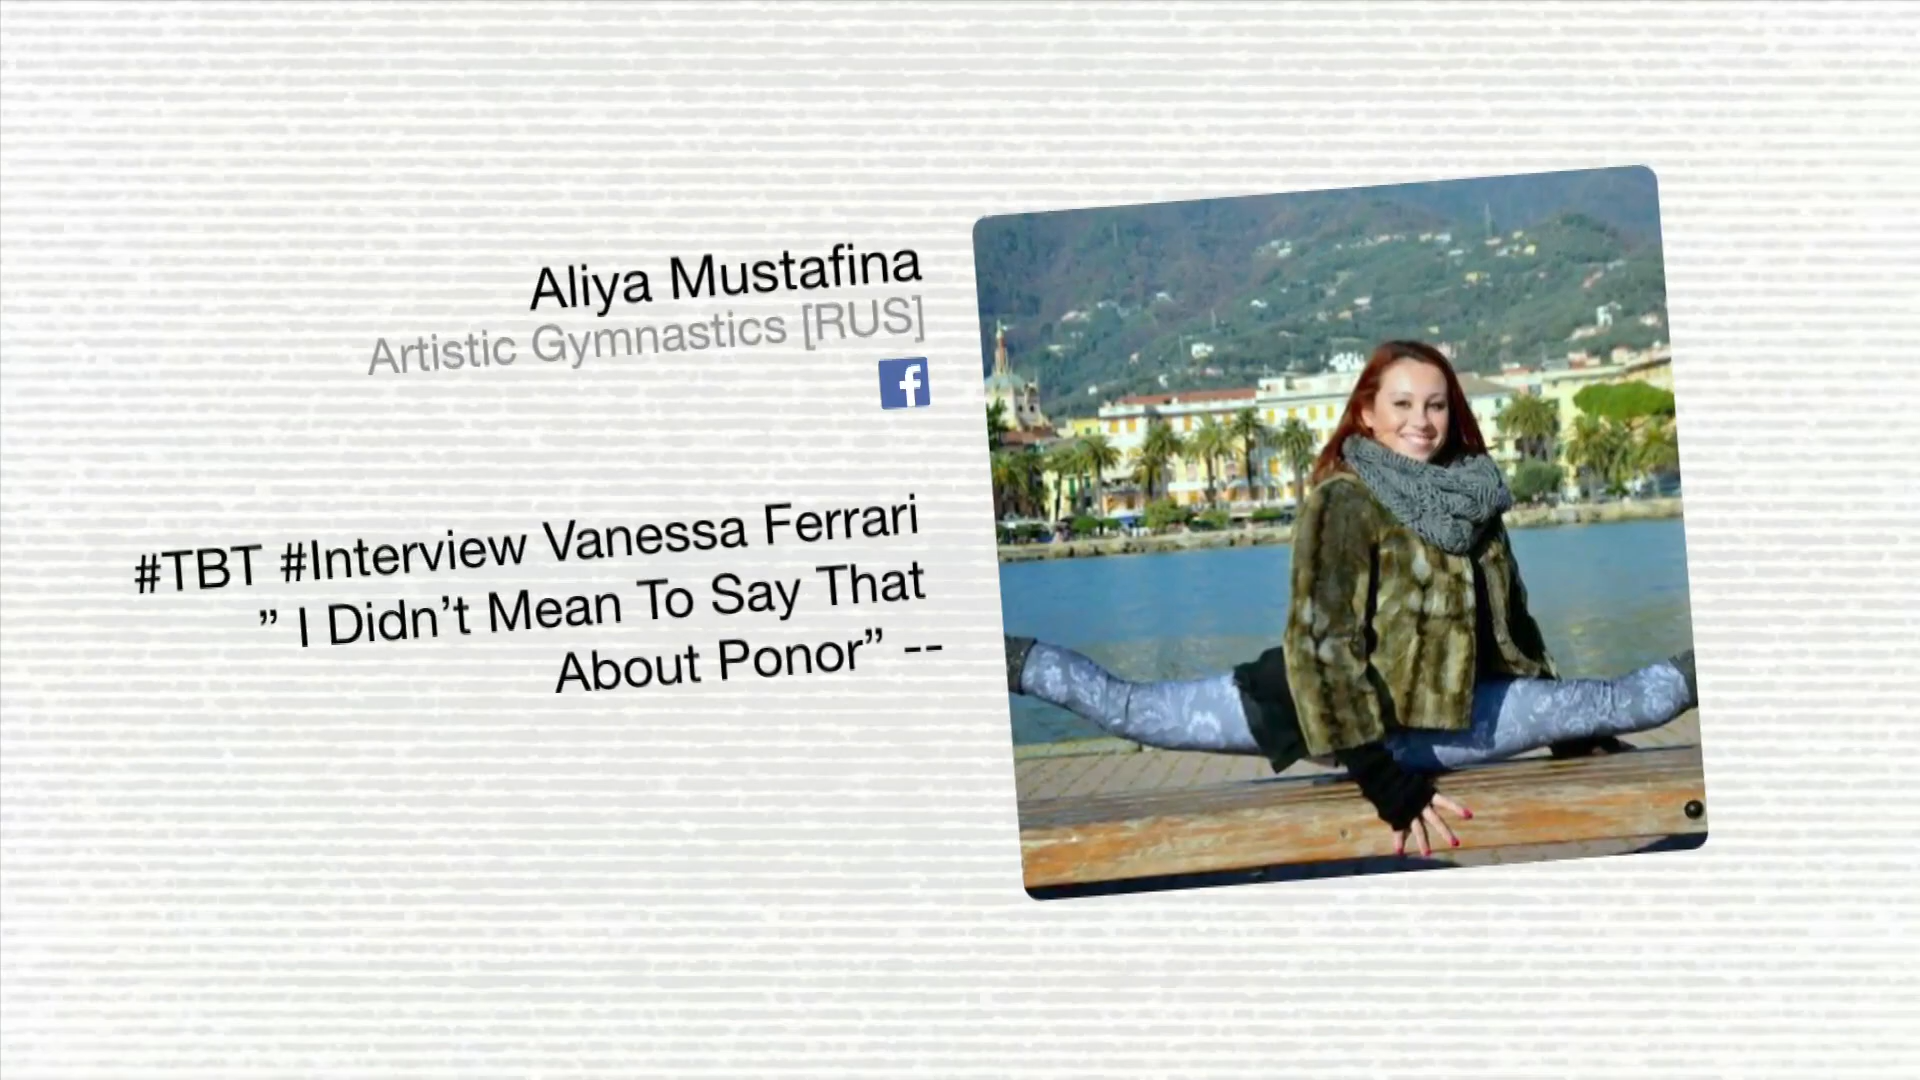 Aliya Mustafina
Artistic Gymnastics [RUS]
f
#TBT #Interview Vanessa Ferrari
” I Didn’t Mean To Say That
About Ponor” --